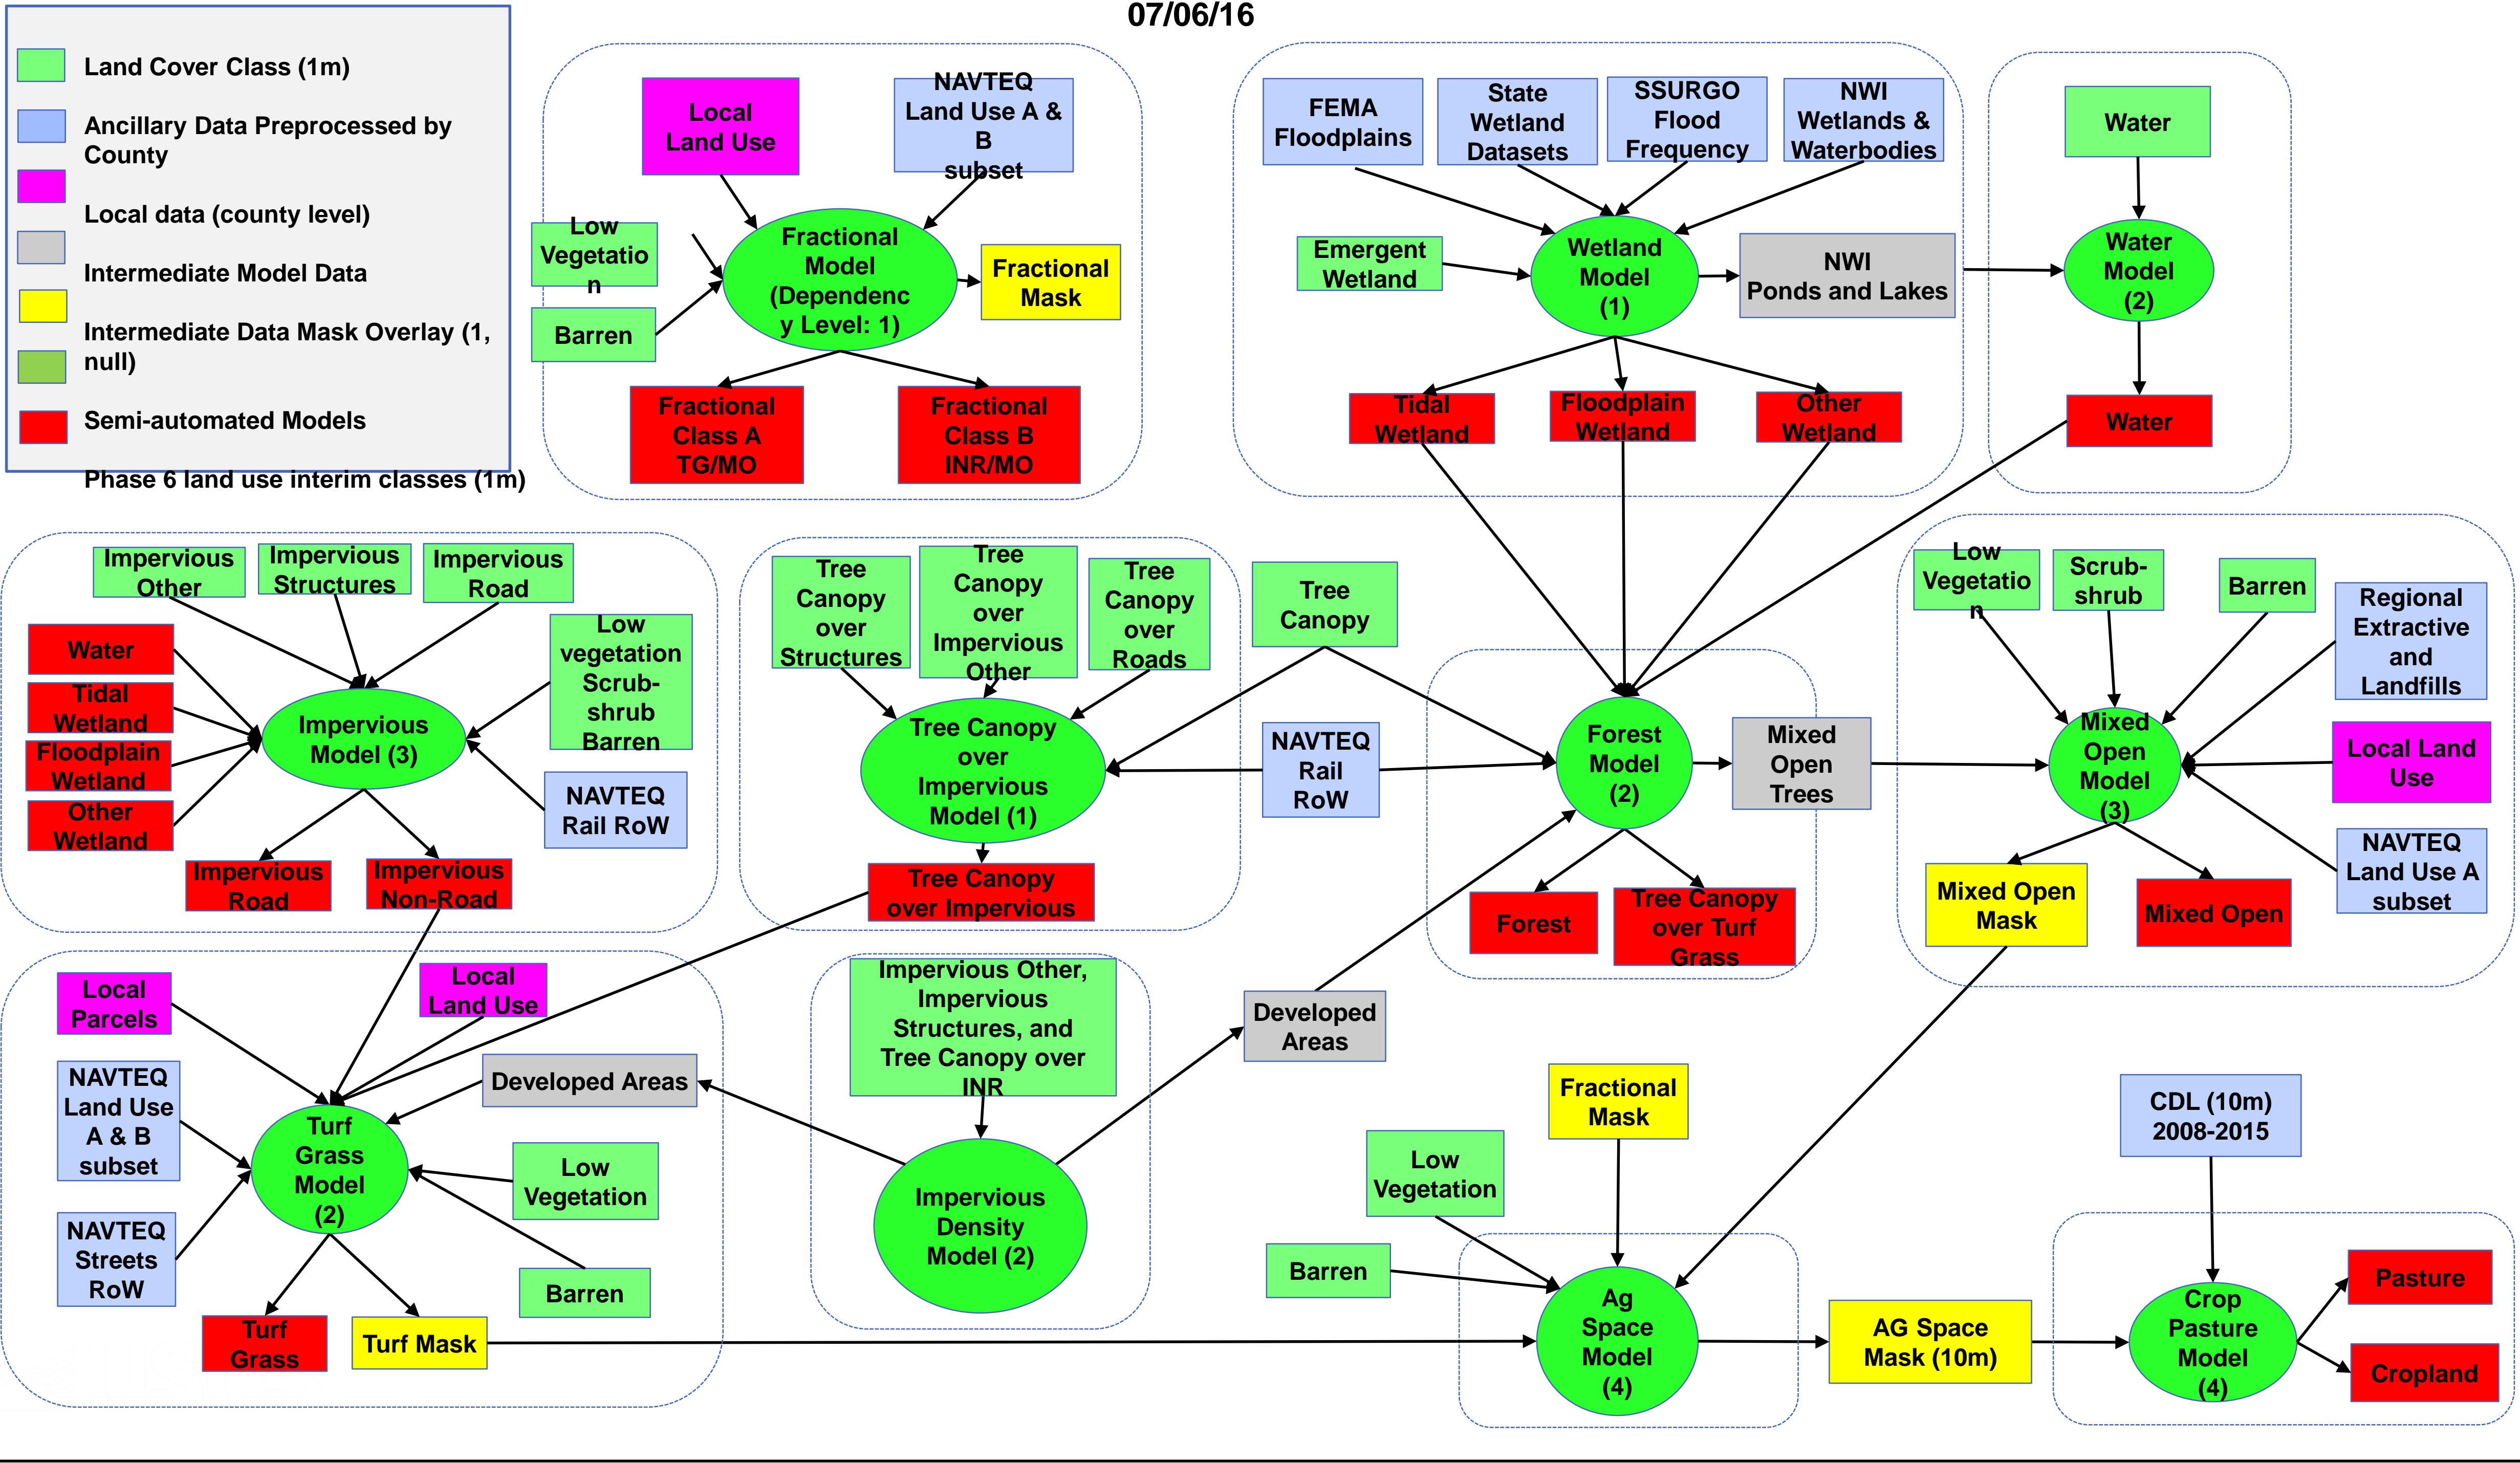 07/06/16
Land Cover Class (1m)
Ancillary Data Preprocessed by
County
Local data (county level)
Intermediate Model Data
Intermediate Data Mask Overlay (1,
null)
Semi-automated Models
Phase 6 land use interim classes (1m)
Local
Land Use
NAVTEQ
Land Use A &
B
subset
Low
Vegetatio
n
Barren
Fractional
Model
(Dependenc
y Level: 1)
Fractional
Mask
Fractional
Class A
TG/MO
Fractional
Class B
INR/MO
FEMA
Floodplains
State
Wetland
Datasets
SSURGO
Flood
Frequency
NWI
Wetlands &
Waterbodies
Emergent
Wetland
Wetland
Model
(1)
NWI
Ponds and Lakes
Tidal
Wetland
Floodplain
Wetland
Other
Wetland
Water
Water
Model
(2)
Water
Impervious
Other
Impervious
Structures
Impervious
Road
Water
Tidal
Wetland
Floodplain
Wetland
Other
Wetland
Impervious
Model (3)
Low
vegetation
Scrub-
shrub
Barren
NAVTEQ
Rail RoW
Impervious
Road
Impervious
Non-Road
Tree
Canopy
over
Structures
Tree
Canopy
over
Impervious
Other
Tree
Canopy
over
Roads
Tree Canopy
over
Impervious
Model (1)
Tree Canopy
over Impervious
Tree
Canopy
NAVTEQ
Rail
RoW
Forest
Model
(2)
Mixed
Open
Trees
Forest
Tree Canopy
over Turf
Grass
Low
Vegetatio
n
Scrub-
shrub
Barren
Regional
Extractive
and
Landfills
Local Land
Use
NAVTEQ
Land Use A
subset
Mixed
Open
Model
(3)
Mixed Open
Mask
Mixed Open
Local
Parcels
Local
Land Use
NAVTEQ
Land Use
A & B
subset
Developed Areas
NAVTEQ
Streets
RoW
Turf
Grass
Model
(2)
Low
Vegetation
Barren
Turf
Grass
Turf Mask
Impervious Other,
Impervious
Structures, and
Tree Canopy over
INR
Impervious
Density
Model (2)
Developed
Areas
Fractional
Mask
Low
Vegetation
Barren
Ag
Space
Model
(4)
AG Space
Mask (10m)
CDL (10m)
2008-2015
Crop
Pasture
Model
(4)
Pasture
Cropland